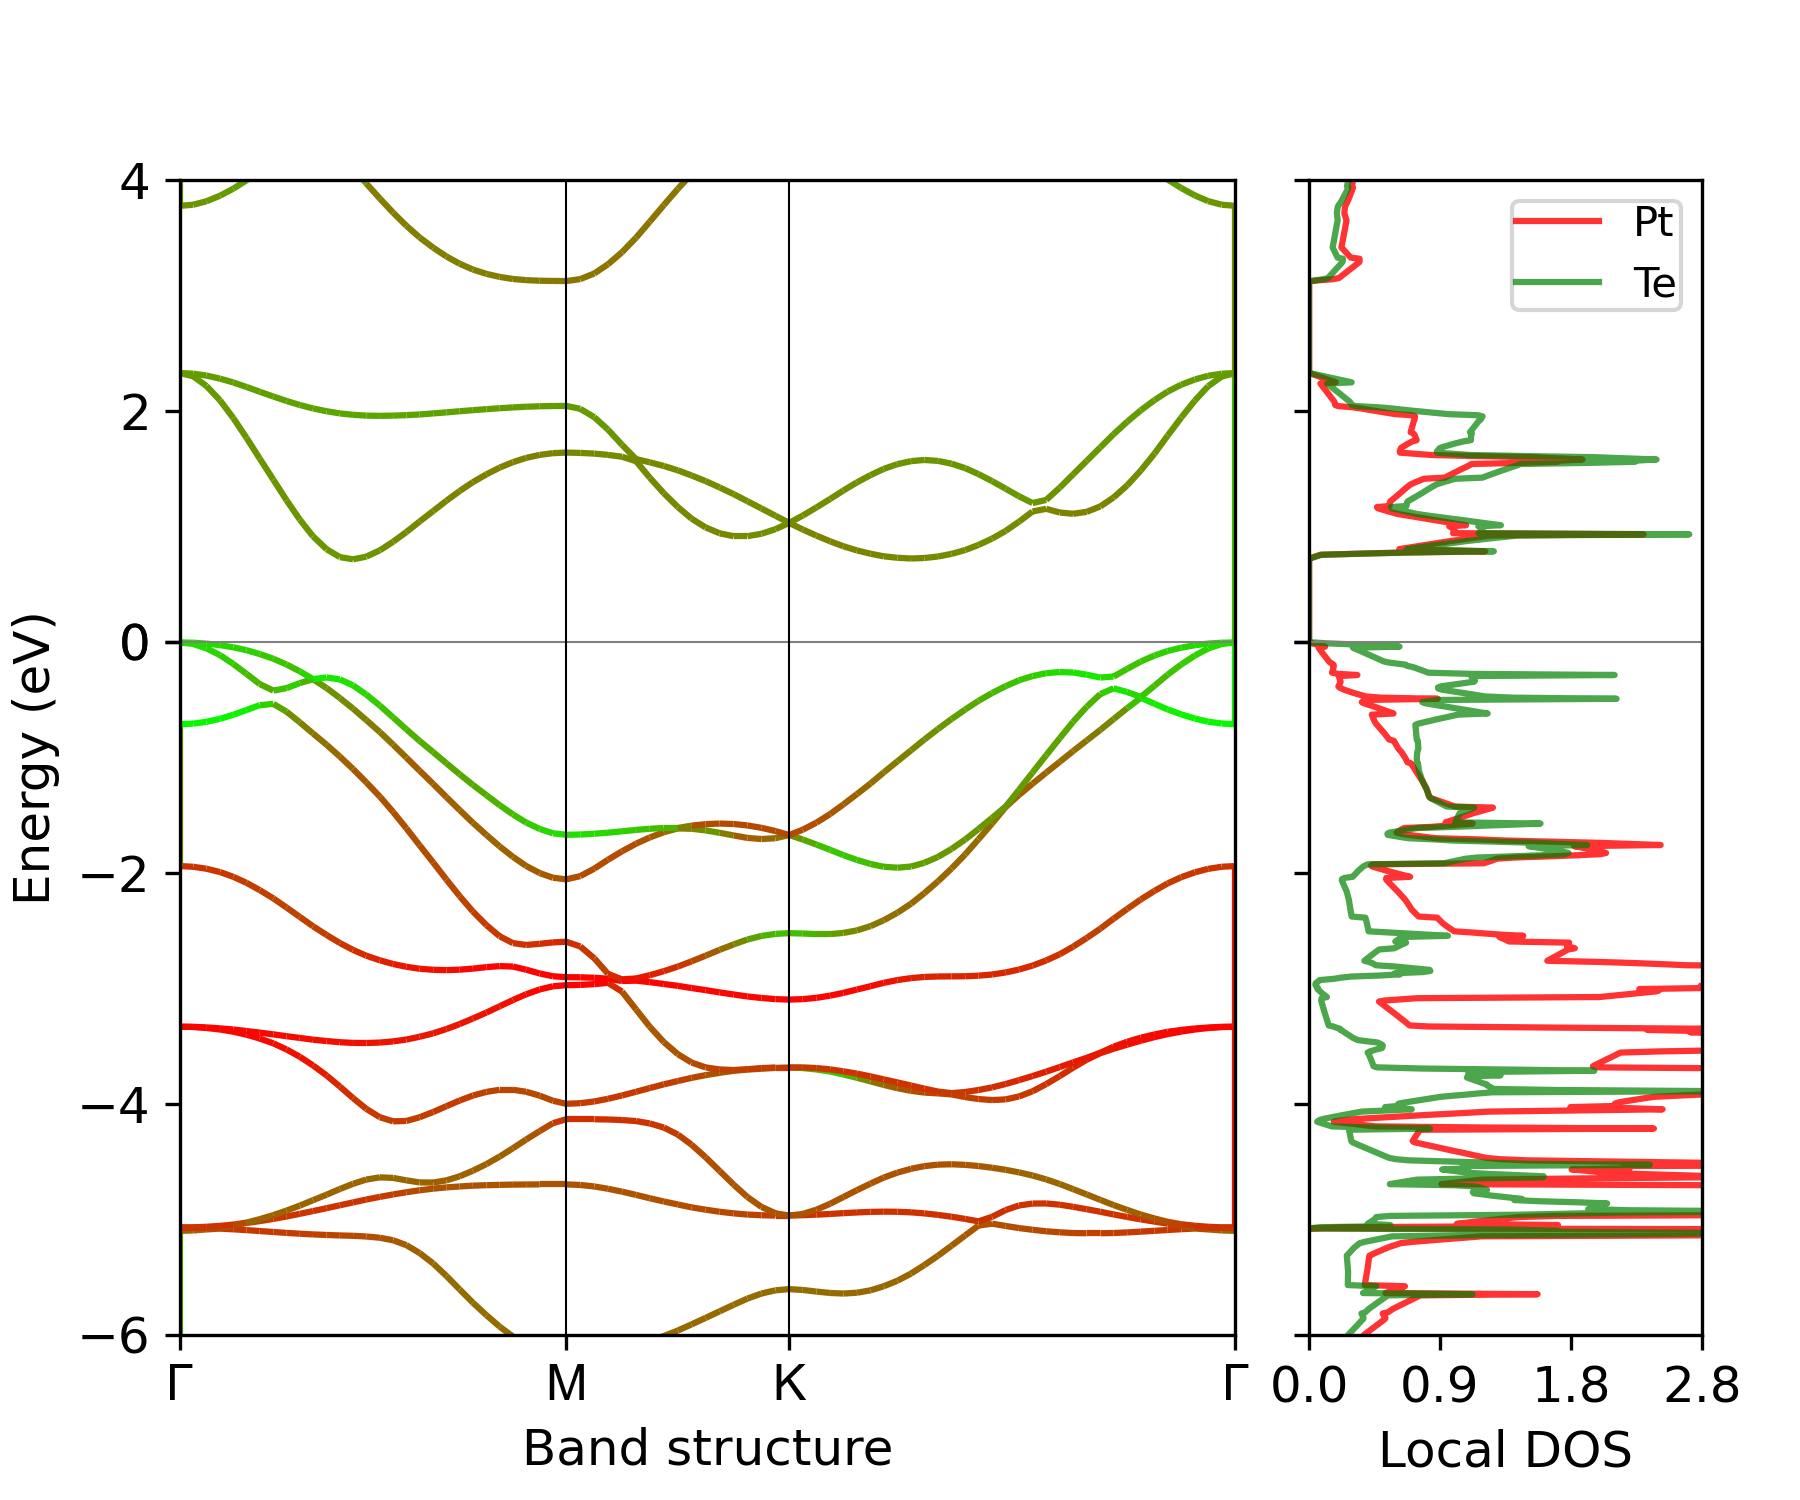 4
2
0
−2
−4
−6
Energy (eV)
Γ M K Γ
Band structure
Pt
Te
0.0 0.9 1.8 2.8
Local DOS